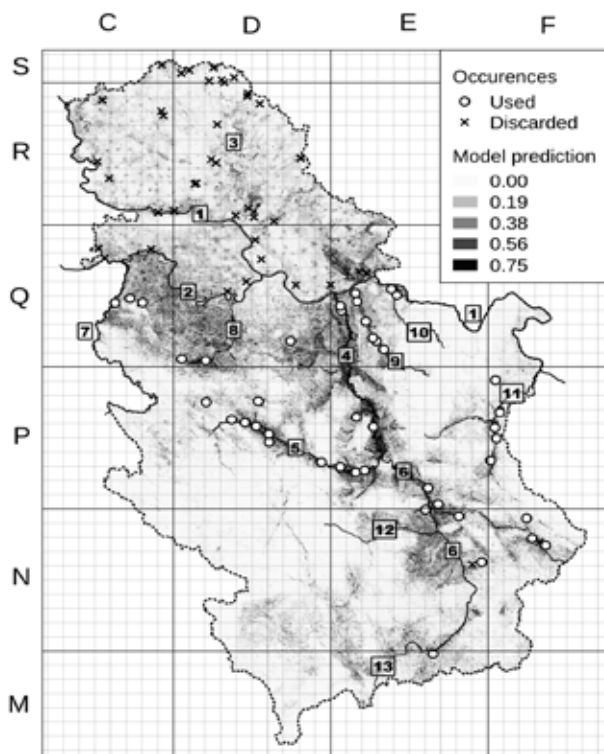 C D E F
S
Occurences
Used
Discarded
R
3
Model prediction
0.00
0.19
1
0.38
0.56
0.75
Q
2
1
7
8
10
4
9
11
P
5
6
12
6
N
13
M